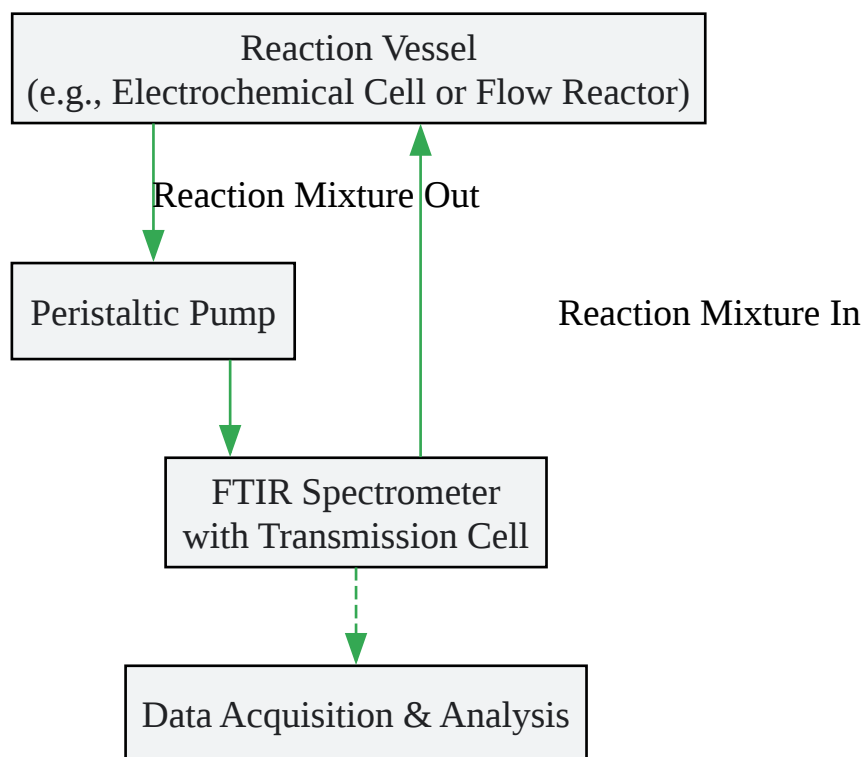 Reaction Vessel
(e.g., Electrochemical Cell or Flow Reactor)
Reaction Mixture Out
Peristaltic Pump
Reaction Mixture In
FTIR Spectrometer
with Transmission Cell
Data Acquisition & Analysis